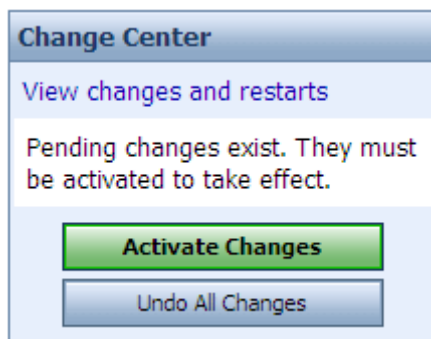 Change Center
View changes and restarts
Pending changes exist. They must
be activated to take effect.
Activate Changes
Undo All Changes